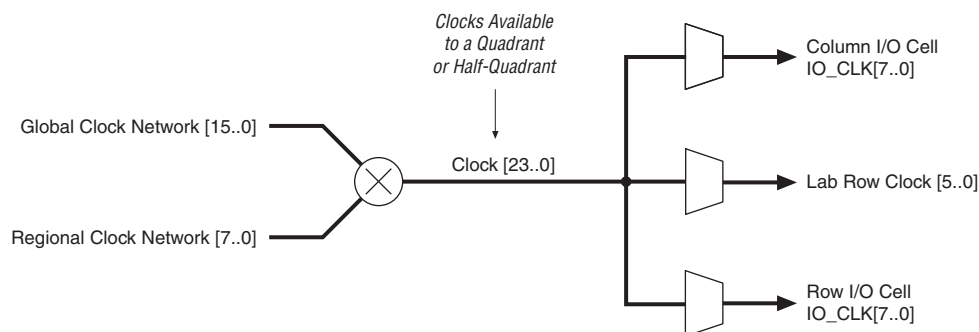 Clocks Available
to a Quadrant
or Half-Quadrant
Column I/O Cell
IO_CLK[7..0]
Global Clock Network [15..0]
Clock [23..0]
Lab Row Clock [5..0]
Regional Clock Network [7..0]
Row I/O Cell
IO_CLK[7..0]